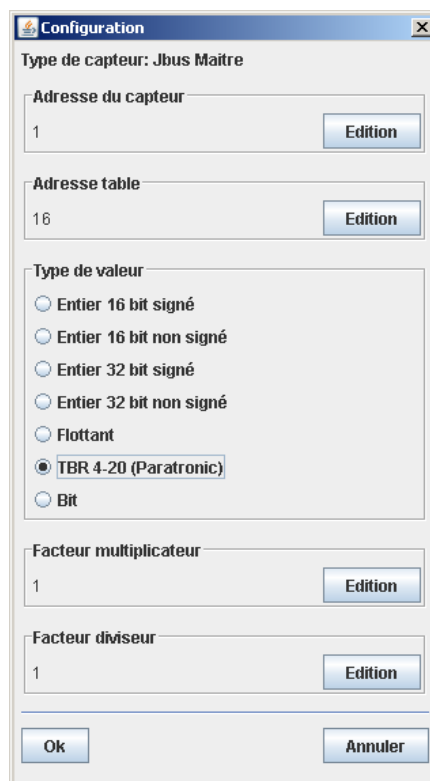 Configuration
Type de capteur: Jbus Maitre
Adresse du capteur
1 Edition
Adresse table
16 Edition
Type de valeur
Entier 16 bit signé
Entier 16 bit non signé
Entier 32 bit signé
Entier 32 bit non signé
Flottant
TBR 4-20 (Paratronic)
Bit
Facteur multiplicateur
1 Edition
Facteur diviseur
1 Edition
Ok Annuler